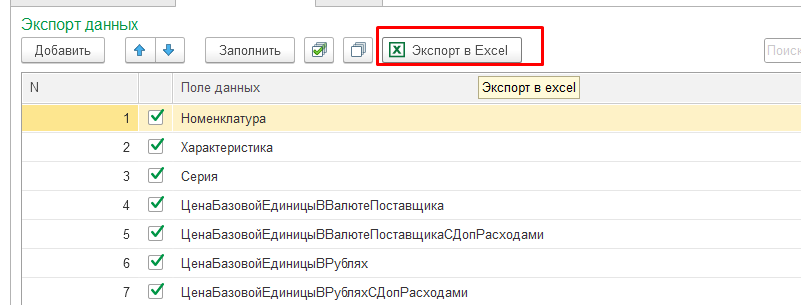 Экспорт данных
Добавить Заполнить Экспорт в Excel Поиск
N Поле данных Экспорт в excel
1 Номенклатура
2 Характеристика
3 Серия
4 ЦенаБазовойЕдиницыВВалютеПоставщика
5 ЦенаБазовойЕдиницыВВалютеПоставщикаСДопРасходами
6 ЦенаБазовойЕдиницыВРублях
7 ЦенаБазовойЕдиницыВРубляхСДопРасходами